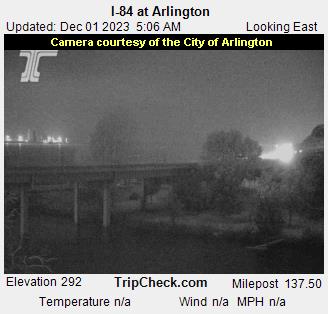 I-84 at Arlington
Updated: Dec 01 2023 5:06 AM Looking East
Camera courtesy of the City of Arlington
Elevation 292 TripCheck.com Milepost 137.50
Temperature n/a Wind n/a MPH n/a